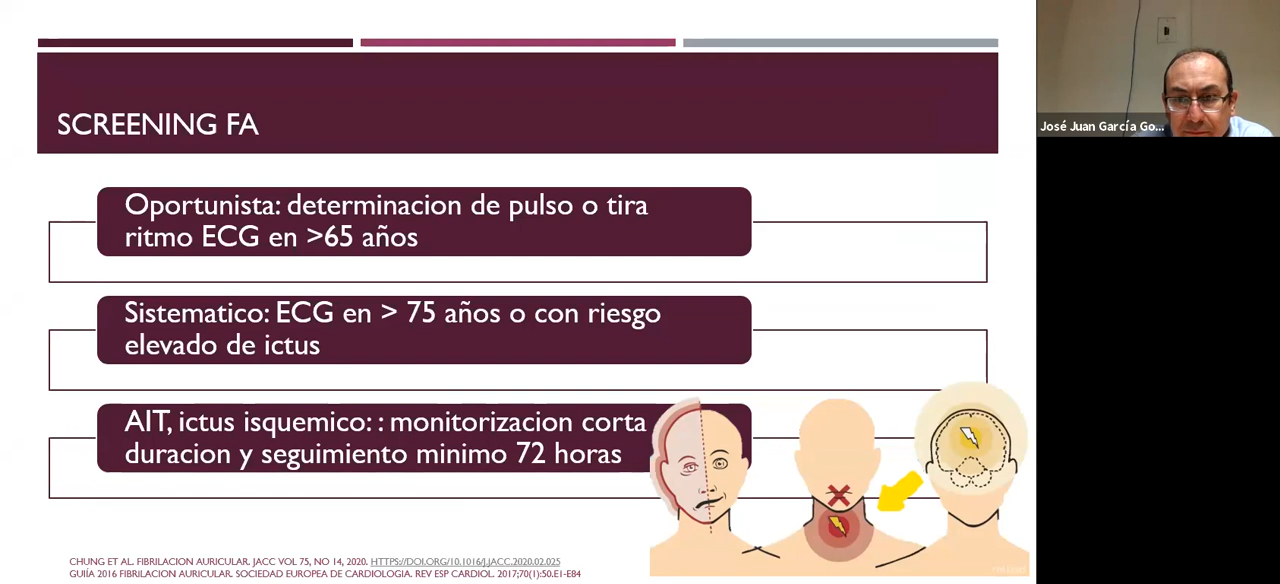 SCREENING FA
Oportunista: determinacion de pulso o tira
ritmo ECG en >65 años
Sistematico: ECG en > 75 años o con riesgo
elevado de ictus
AIT, ictus isquemico: : monitorizacion corta
duracion y seguimiento minimo 72 horas
CHUNG ET AL. FIBRILACION AURICULAR. JACC VOL 75, NO 14, 2020. HTTPS://DOI.ORG/10.1016/J.JACC.2020.02.025
GUIÍA 2016 FIBRILACION AURICULAR. SOCIEDAD EUROPEA DE CARDIOLOGIA. REV ESP CARDIOL. 2017;70(1):50.E1-E84
José Juan García Go...